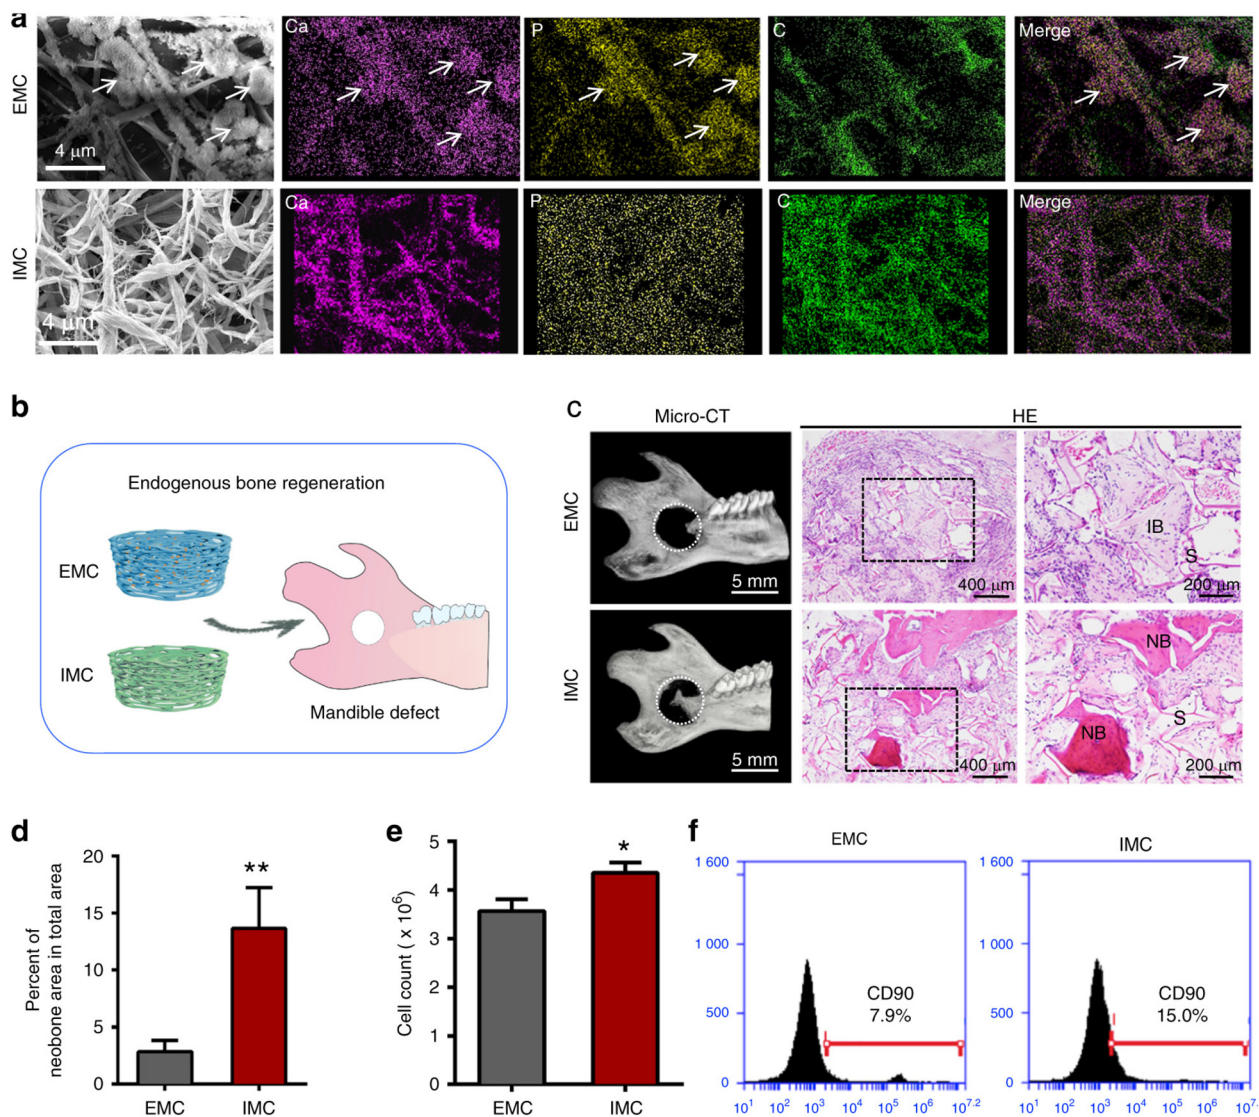 a
EMC
4 μm
Ca
P
C
Merge
IMC
4 μm
Ca
P
C
Merge
b
Endogenous bone regeneration
EMC
IMC
Mandible defect
c
Micro-CT
HE
EMC
5 mm
400 μm
IB
S
200 μm
IMC
5 mm
400 μm
NB
S
NB
200 μm
d
Percent of
neobone area in total area
20
15
10
5
0
**
EMC
IMC
e
Cell count ( x 10⁶)
5
4
3
2
1
0
*
EMC
IMC
f
EMC
1 600
1 000
500
0
CD90
7.9%
10¹ 10² 10³ 10⁴ 10⁵ 10⁶ 10⁷·²
IMC
1 600
1 000
500
0
CD90
15.0%
10¹ 10² 10³ 10⁴ 10⁵ 10⁶ 10⁷·